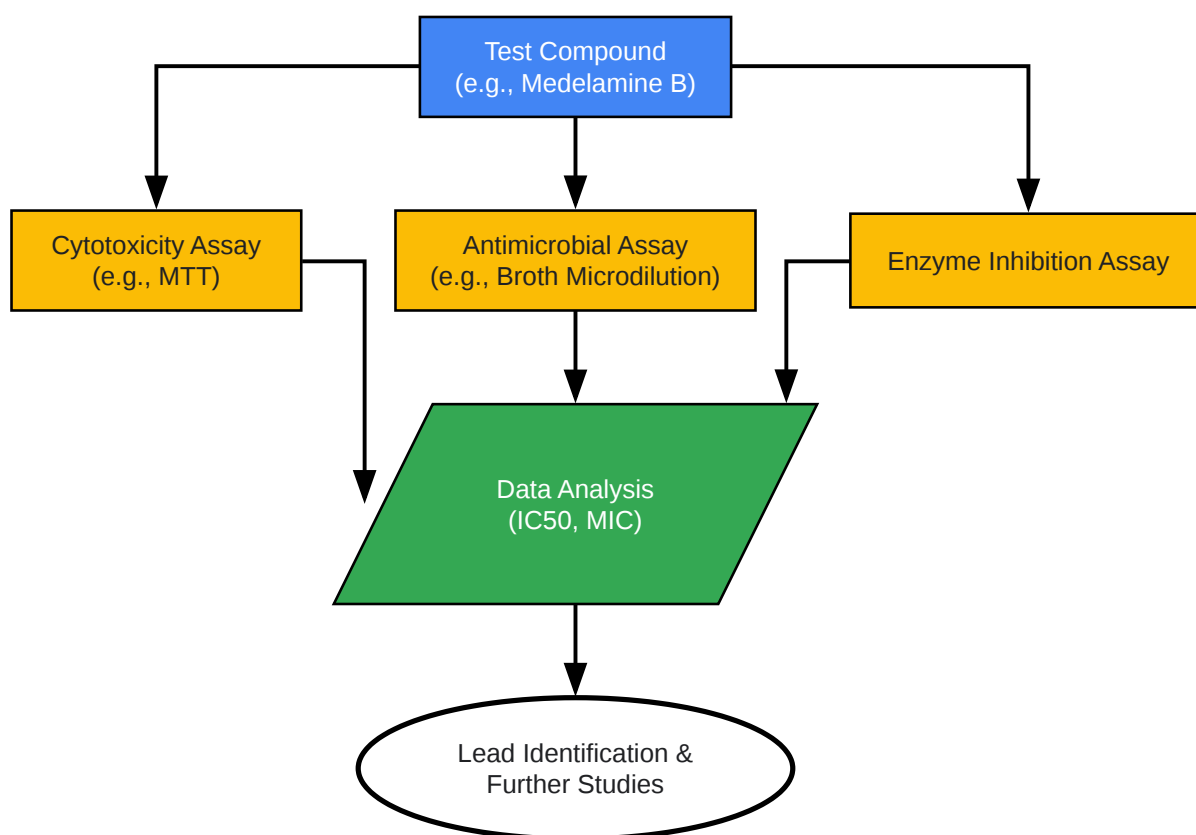 Test Compound
(e.g., Medelamine B)
Cytotoxicity Assay
(e.g., MTT)
Antimicrobial Assay
(e.g., Broth Microdilution)
Enzyme Inhibition Assay
Data Analysis
(IC50, MIC)
Lead Identification &
Further Studies